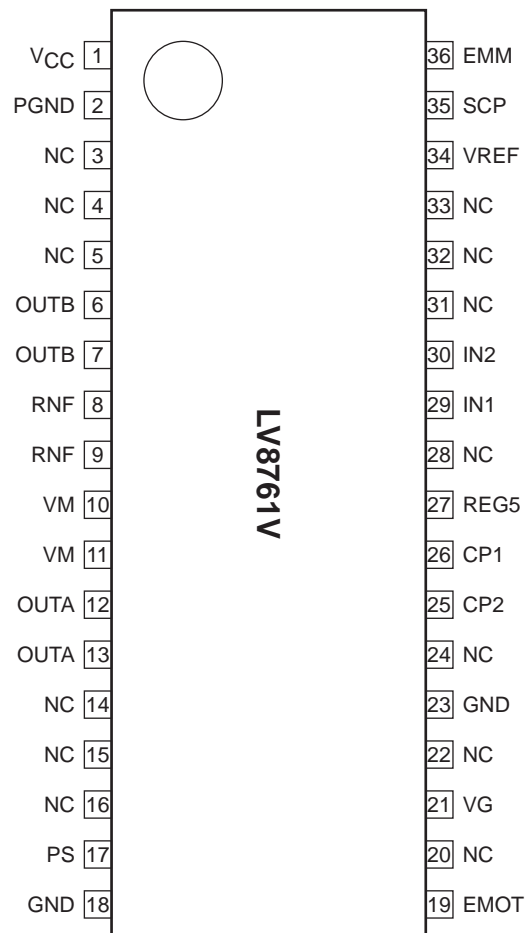 VCC 1 36 EMM
PGND 2 35 SCP
NC 3 34 VREF
NC 4 33 NC
NC 5 32 NC
OUTB 6 31 NC
OUTB 7 30 IN2
RNF 8 29 IN1
RNF 9 28 NC
VM 10 27 REG5
VM 11 26 CP1
OUTA 12 25 CP2
OUTA 13 24 NC
NC 14 23 GND
NC 15 22 NC
NC 16 21 VG
PS 17 20 NC
GND 18 19 EMOT
LV8761V